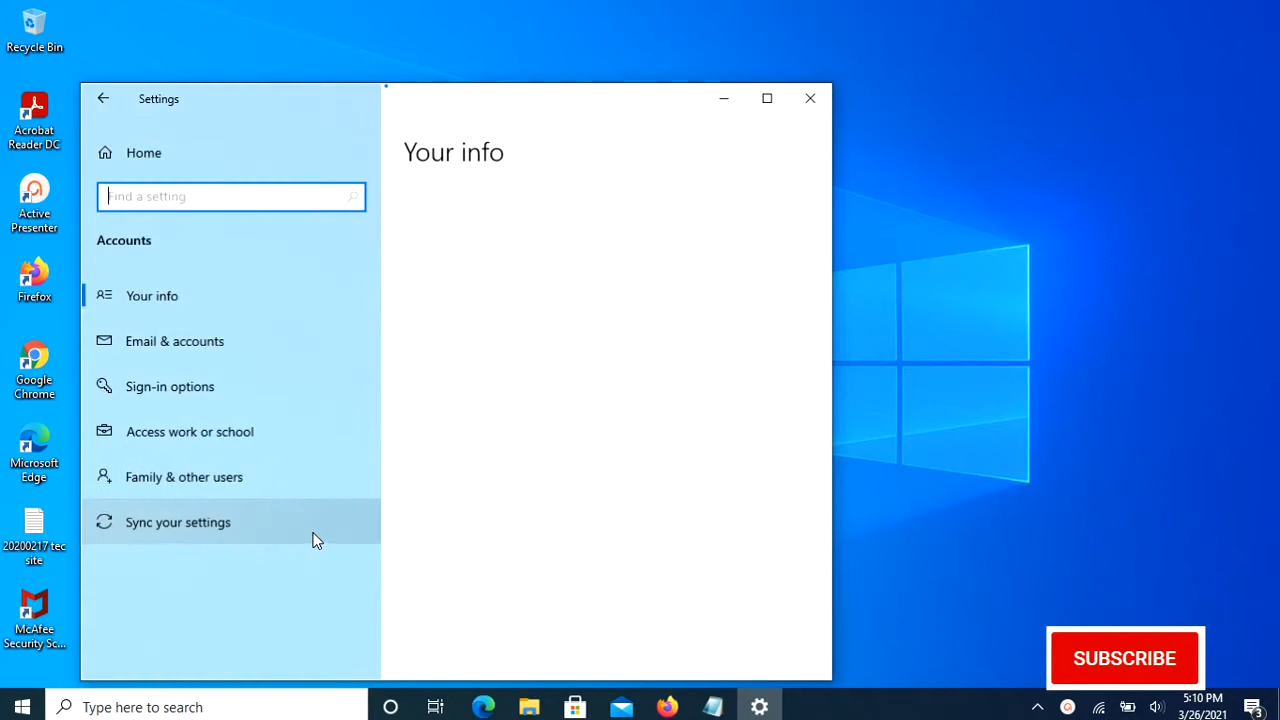 Recycle Bin
Acrobat
Reader DC
Active
Presenter
Firefox
Google
Chrome
Microsoft
Edge
20200217 tec
site
McAfee
Security Sc...
Settings
Home
Find a setting
Accounts
Your info
Email & accounts
Sign-in options
Access work or school
Family & other users
Sync your settings
Your info
SUBSCRIBE
Type here to search
5:10 PM
3/26/2021
3